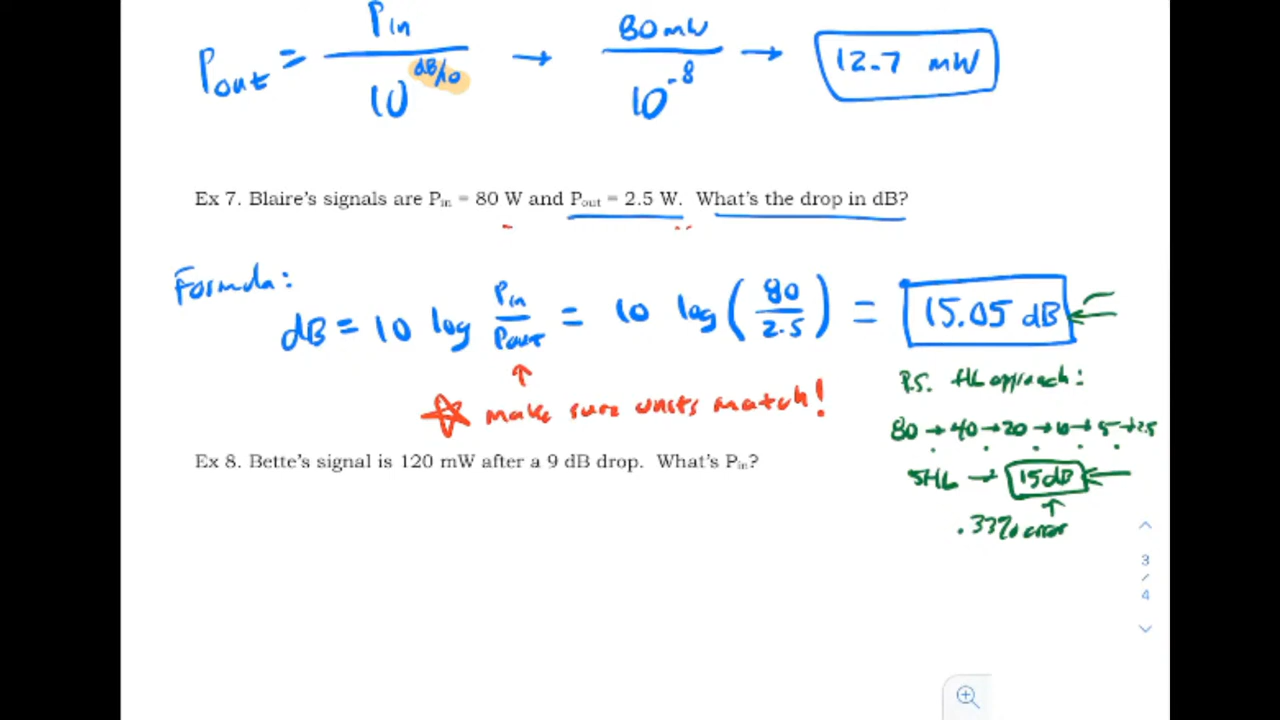 Pout = Pin / 10^dB/10 → 80 mW / 10^-8 → 12.7 mW
Ex 7. Blaire's signals are Pin = 80 W and Pout = 2.5 W. What's the drop in dB?
Formula:
dB = 10 log Pin/Pout = 10 log (80/2.5) = 15.05 dB
☆ make sure units match!
P.S. HL approach:
80 → 40 → 20 → 10 → 5 → 2.5
5HL → 15dB
.33% error
Ex 8. Bette's signal is 120 mW after a 9 dB drop. What's Pin?
3
/
4